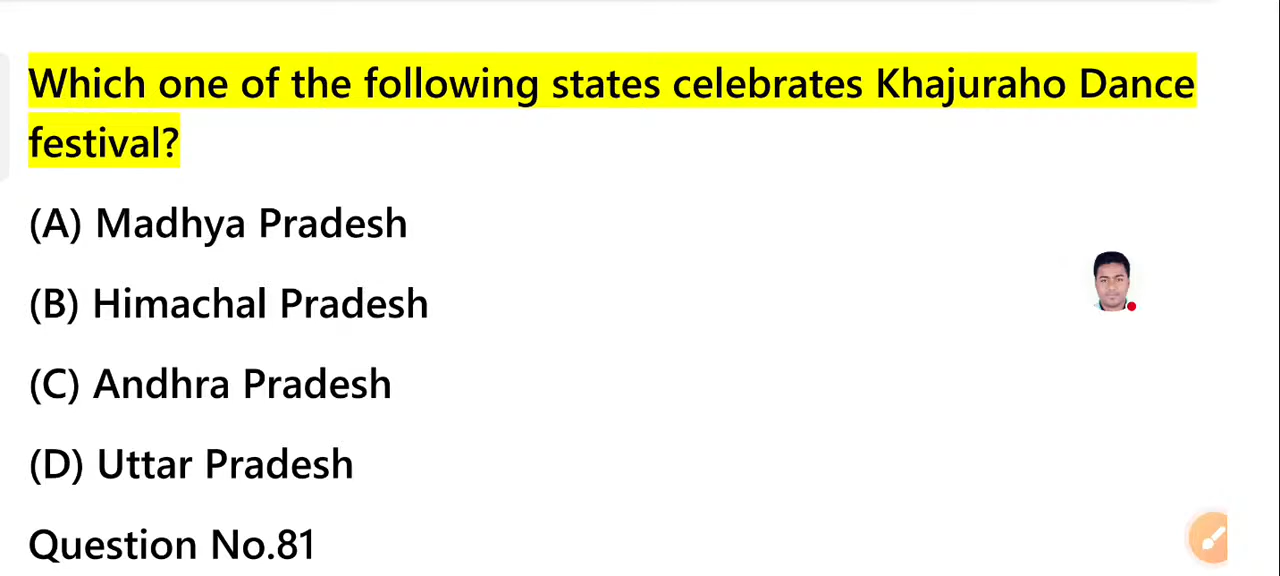 Which one of the following states celebrates Khajuraho Dance
festival?
(A) Madhya Pradesh
(B) Himachal Pradesh
(C) Andhra Pradesh
(D) Uttar Pradesh
Question No.81